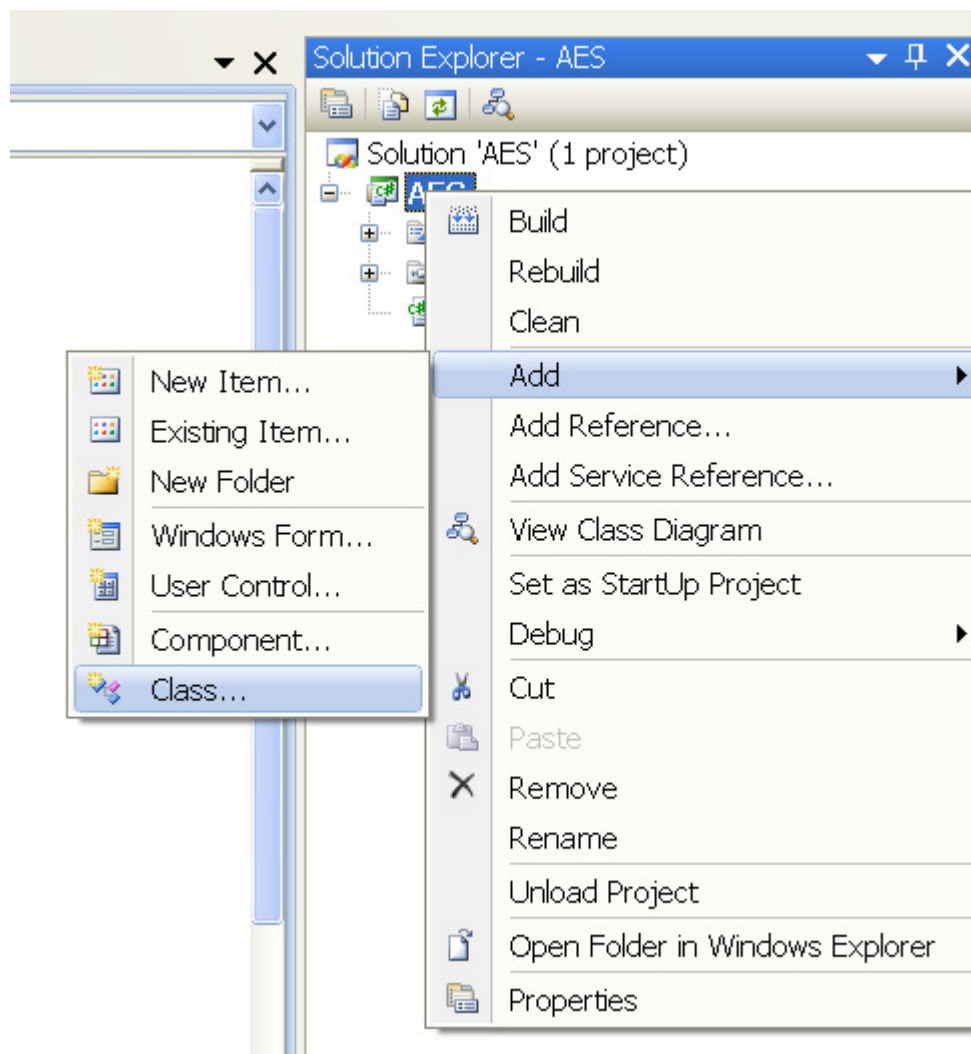 Solution Explorer - AES
Solution 'AES' (1 project)
AES
Build
Rebuild
Clean
Add
Add Reference...
Add Service Reference...
View Class Diagram
Set as StartUp Project
Debug
Cut
Paste
Remove
Rename
Unload Project
Open Folder in Windows Explorer
Properties
New Item...
Existing Item...
New Folder
Windows Form...
User Control...
Component...
Class...